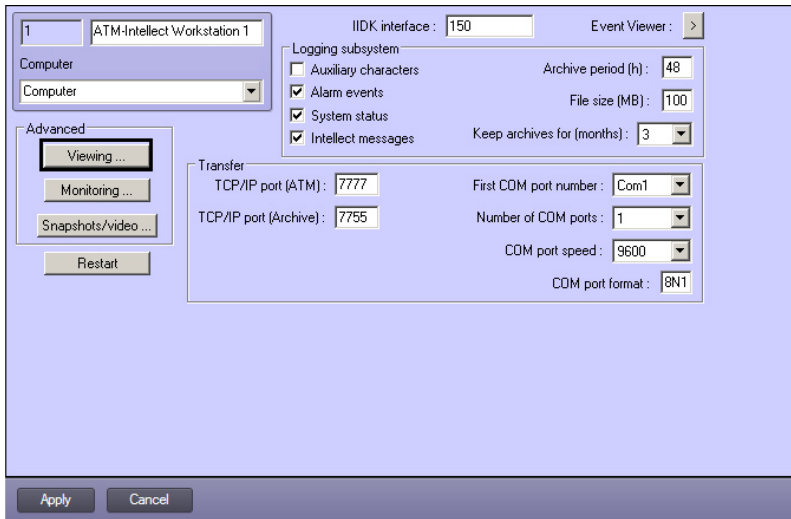 1 ATM-Intellect Workstation 1
Computer
Computer
IIDK interface : 150
Event Viewer : >
Logging subsystem
Auxiliary characters
Alarm events
System status
Intellect messages
Archive period (h) : 48
File size (MB) : 100
Keep archives for (months) : 3
Advanced
Viewing ...
Monitoring ...
Snapshots/video ...
Restart
Transfer
TCP/IP port (ATM) : 7777
TCP/IP port (Archive) : 7755
First COM port number : Com1
Number of COM ports : 1
COM port speed : 9600
COM port format : 8N1
Apply Cancel